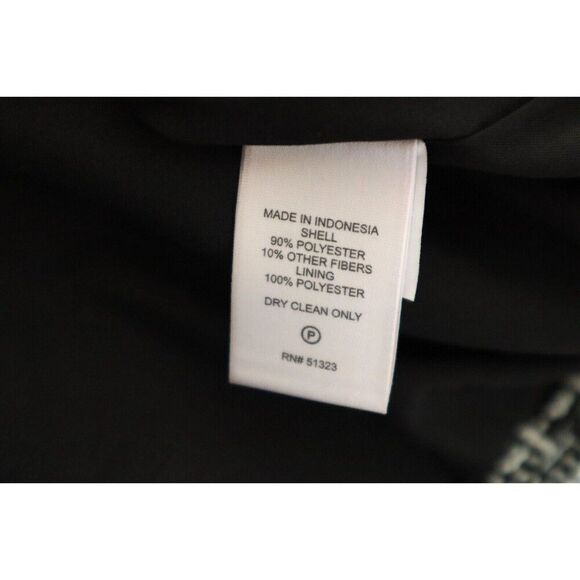 MADE IN INDONESIA
SHELL
90% POLYESTER
10% OTHER FIBERS
LINING
100% POLYESTER
DRY CLEAN ONLY
P
RN# 51323